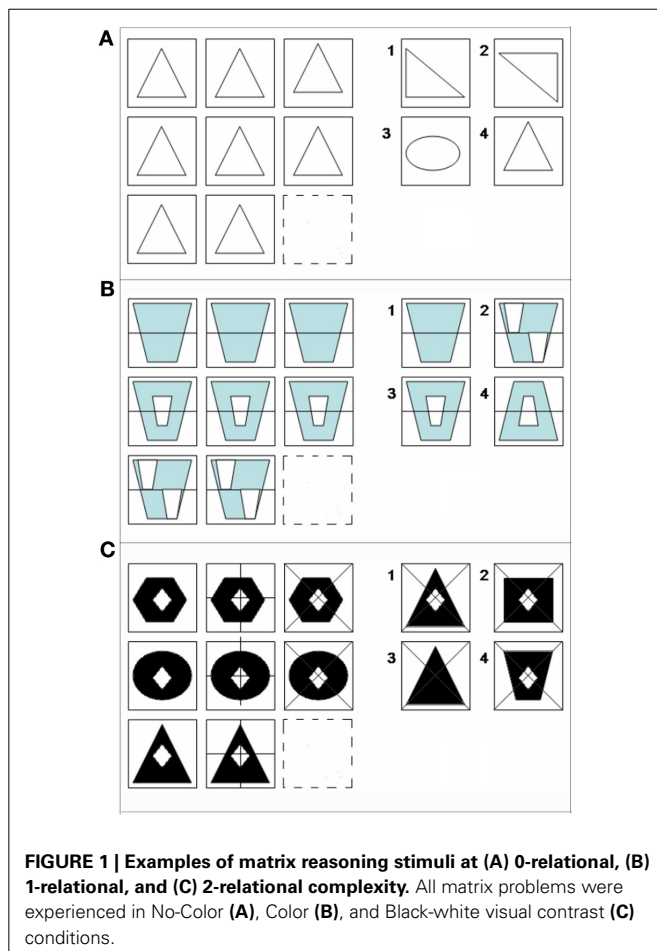 A
1
2
3
4
B
1
2
3
4
C
1
2
3
4
FIGURE 1 | Examples of matrix reasoning stimuli at (A) 0-relational, (B)
1-relational, and (C) 2-relational complexity. All matrix problems were
experienced in No-Color (A), Color (B), and Black-white visual contrast (C)
conditions.